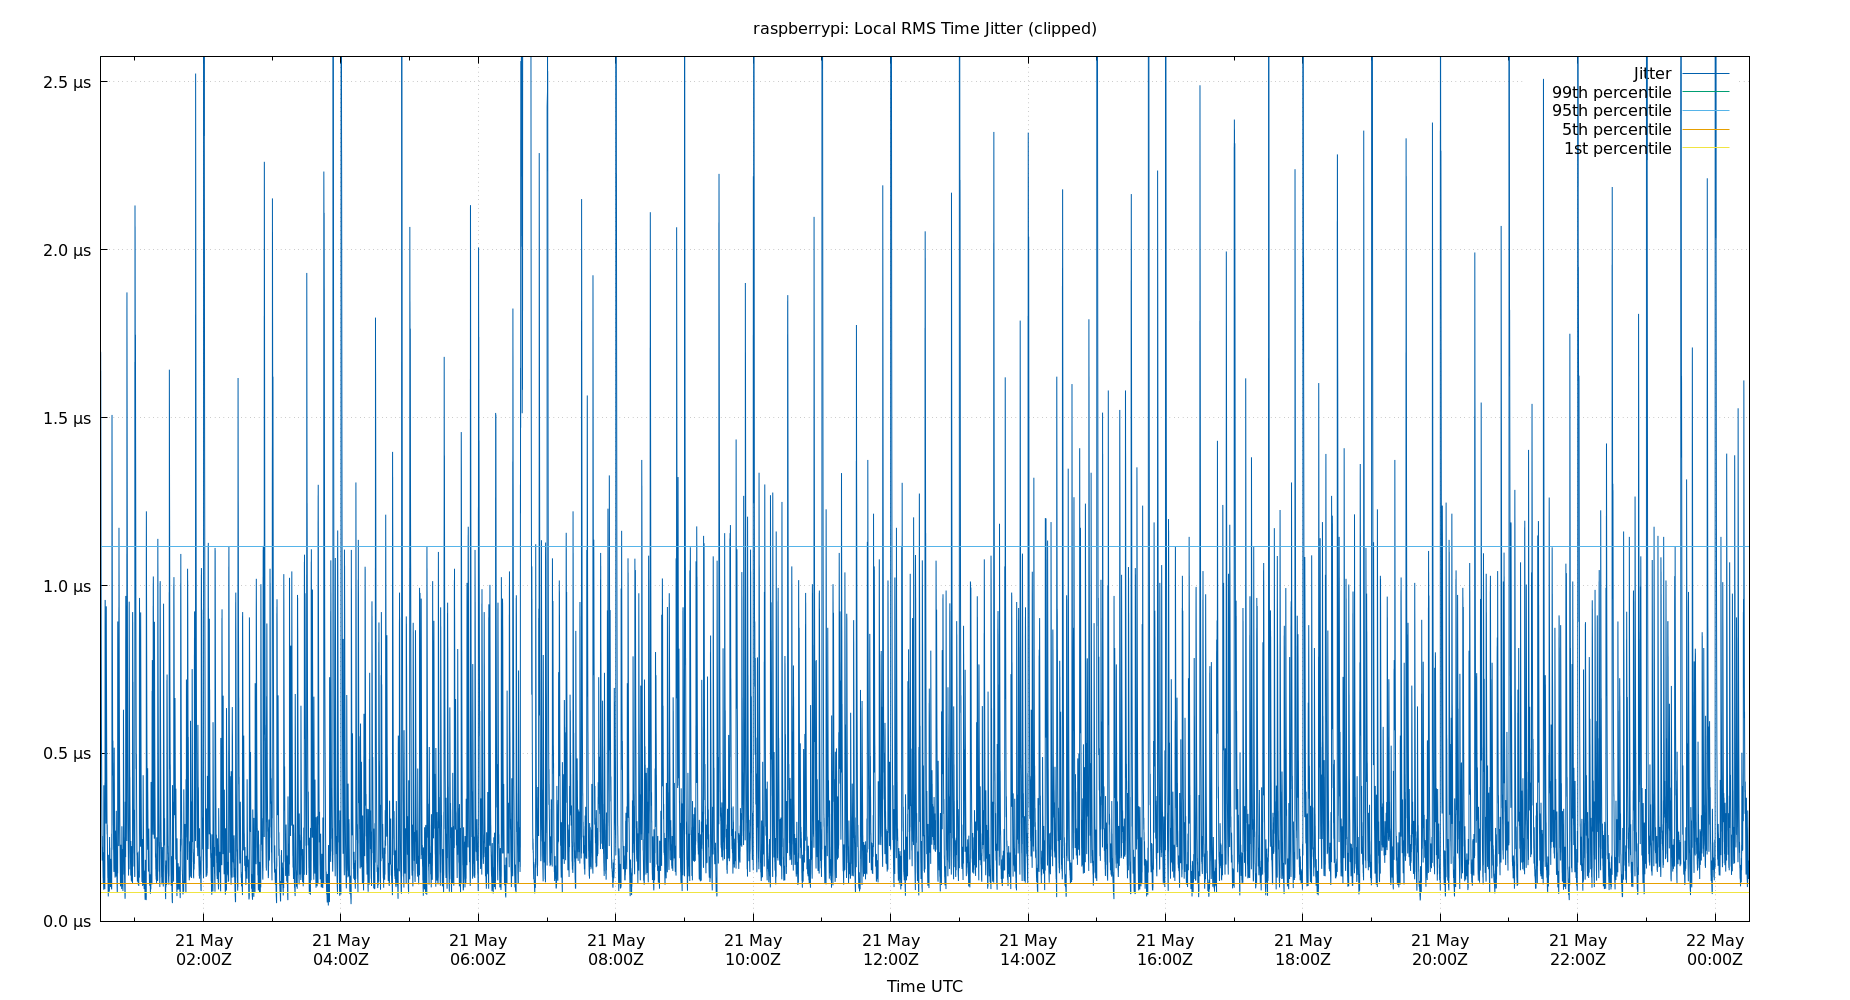 raspberrypi: Local RMS Time Jitter (clipped)
2.5 µs
2.0 µs
1.5 µs
1.0 µs
0.5 µs
0.0 µs
Jitter
99th percentile
95th percentile
5th percentile
1st percentile
21 May 21 May 21 May 21 May 21 May 21 May 21 May 21 May 21 May 21 May 21 May 22 May
02:00Z 04:00Z 06:00Z 08:00Z 10:00Z 12:00Z 14:00Z 16:00Z 18:00Z 20:00Z 22:00Z 00:00Z
Time UTC